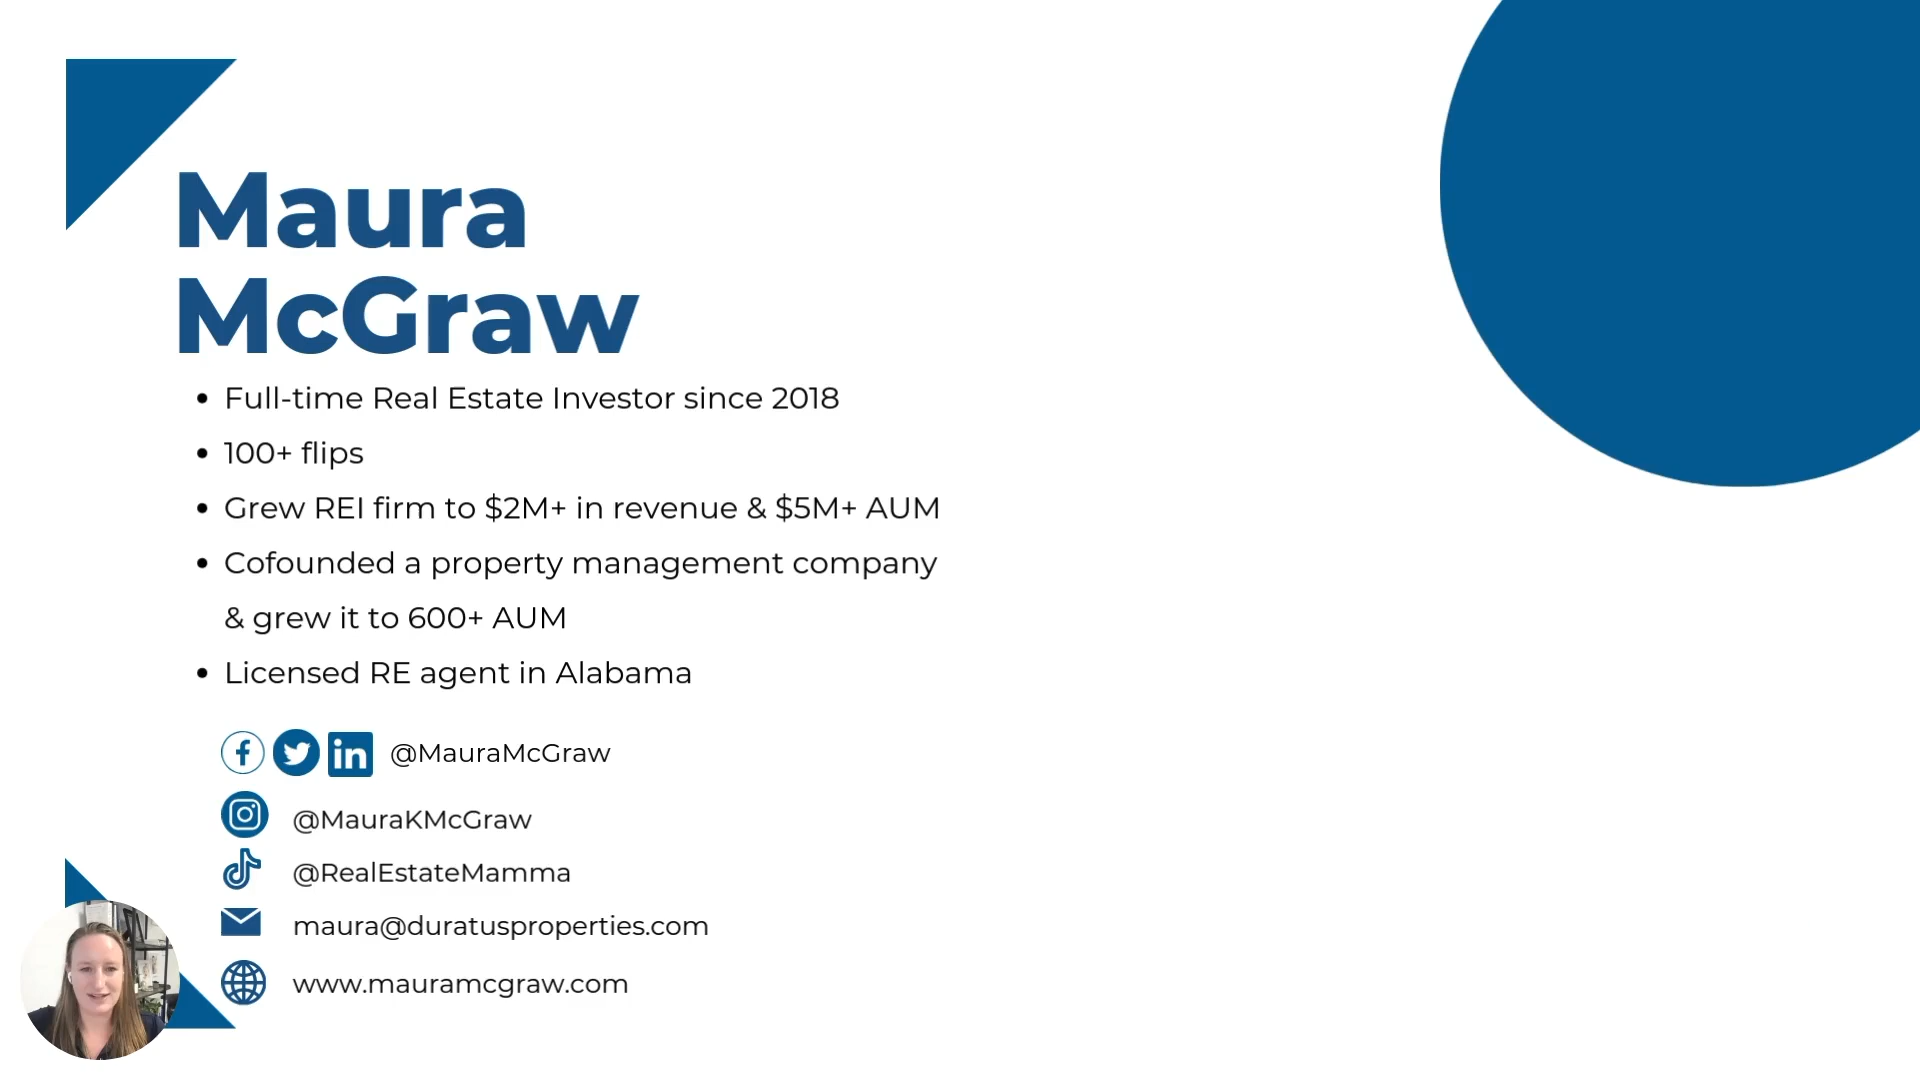 Maura
McGraw
• Full-time Real Estate Investor since 2018
• 100+ flips
• Grew REI firm to $2M+ in revenue & $5M+ AUM
• Cofounded a property management company
& grew it to 600+ AUM
• Licensed RE agent in Alabama
@MauraMcGraw
@MauraKMcGraw
@RealEstateMamma
maura@duratusproperties.com
www.mauramcgraw.com